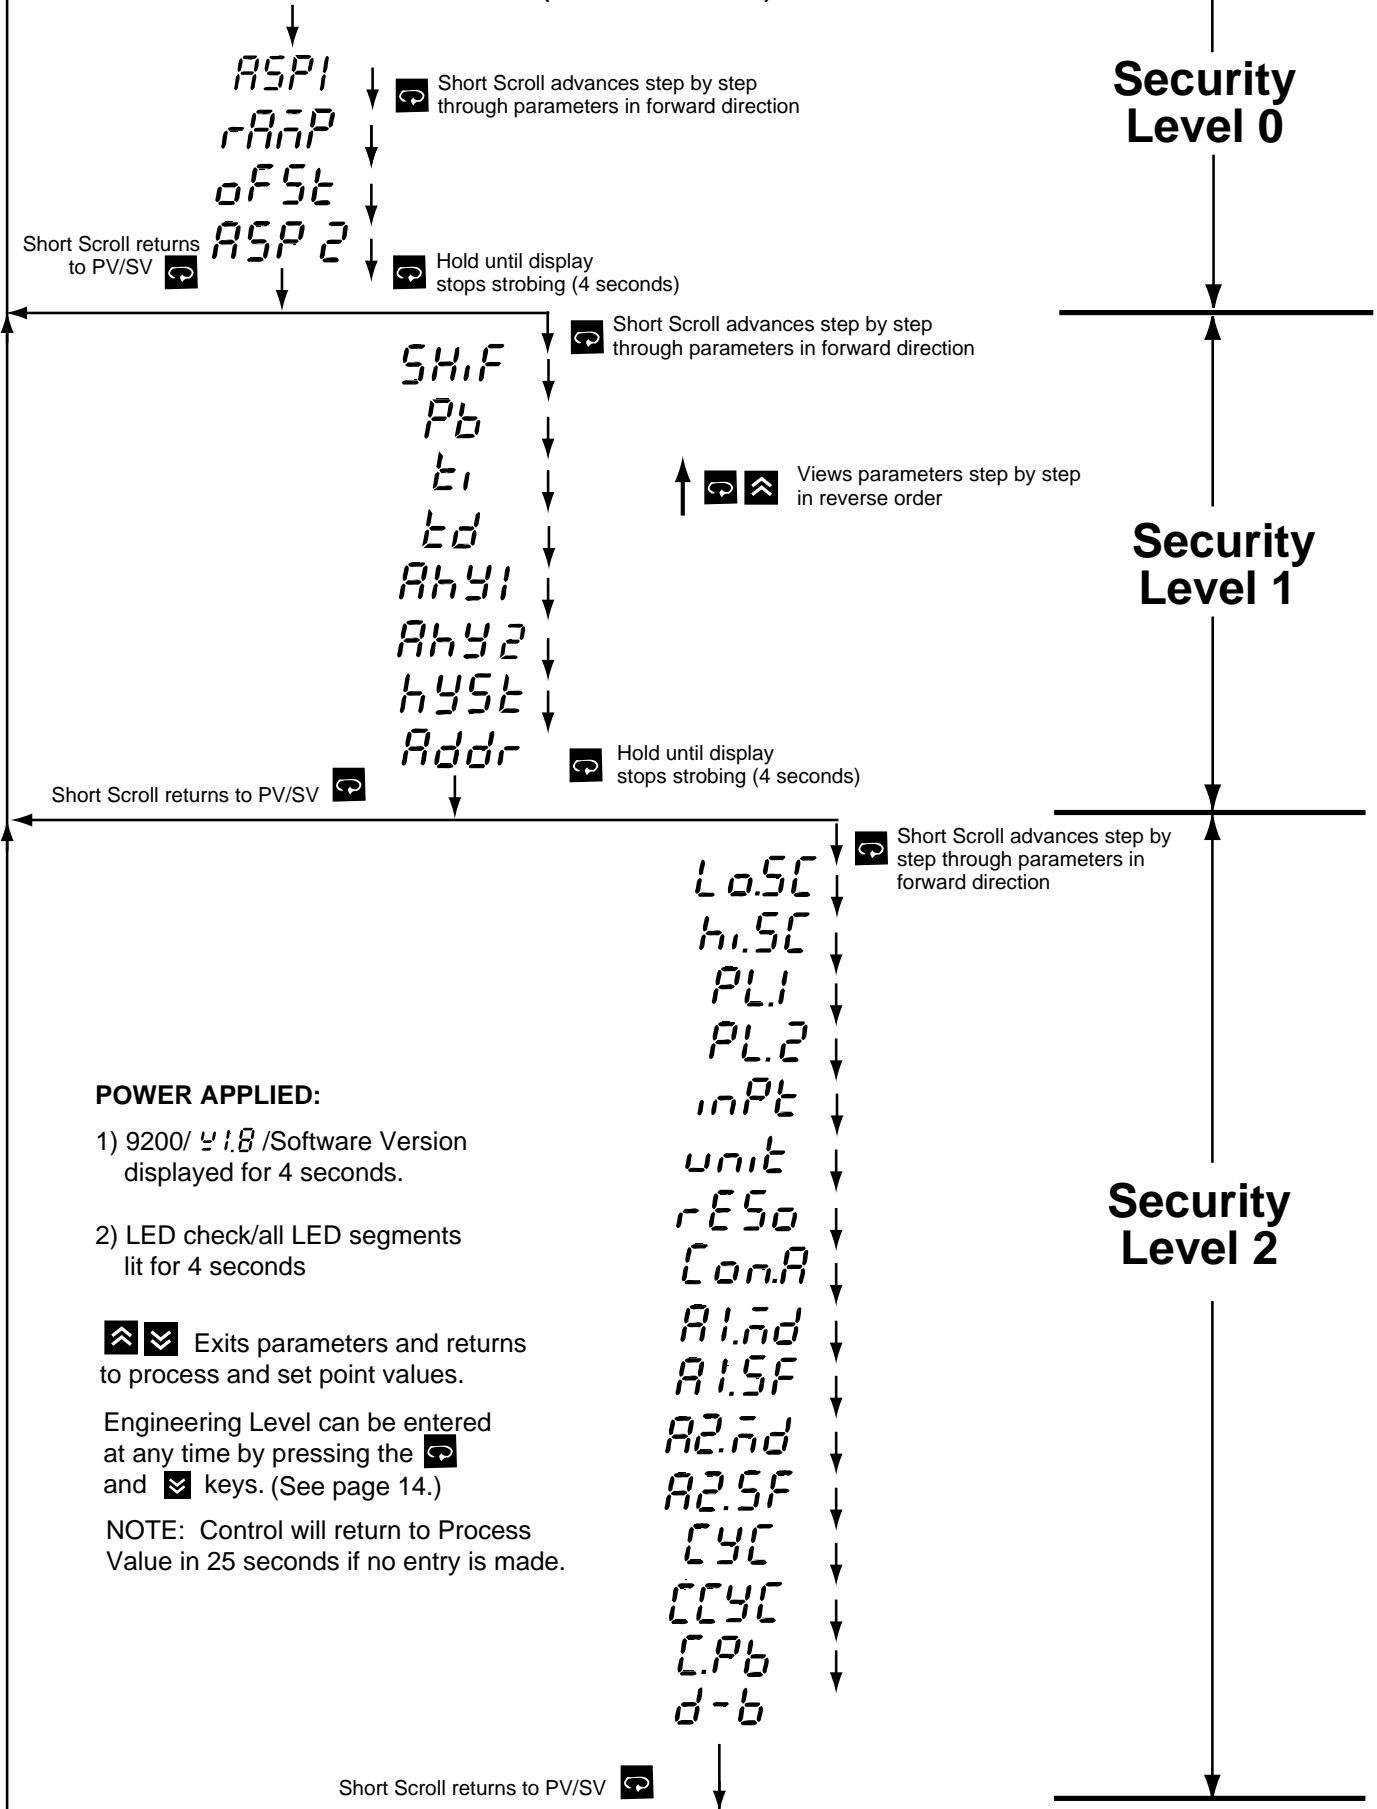 ASP1
Short Scroll advances step by step
through parameters in forward direction
Security
Level 0
rAmP
oFSt
ASP2
Short Scroll returns
to PV/SV
Hold until display
stops strobing (4 seconds)
Short Scroll advances step by step
through parameters in forward direction
SHiF
Pb
ti
td
Views parameters step by step
in reverse order
Security
Level 1
Ahy1
Ahy2
hySt
Addr
Hold until display
stops strobing (4 seconds)
Short Scroll returns to PV/SV
Short Scroll advances step by
step through parameters in
forward direction
Lo.SC
hi.SC
PL.1
PL.2
inPt
unit
rESo
Con.A
A1.md
A1.SF
A2.md
A2.SF
CYC
CCYC
C.Pb
d-b
Security
Level 2
POWER APPLIED:
1) 9200/ y1.8 /Software Version
displayed for 4 seconds.
2) LED check/all LED segments
lit for 4 seconds
Exits parameters and returns
to process and set point values.
Engineering Level can be entered
at any time by pressing the
and keys. (See page 14.)
NOTE: Control will return to Process
Value in 25 seconds if no entry is made.
Short Scroll returns to PV/SV